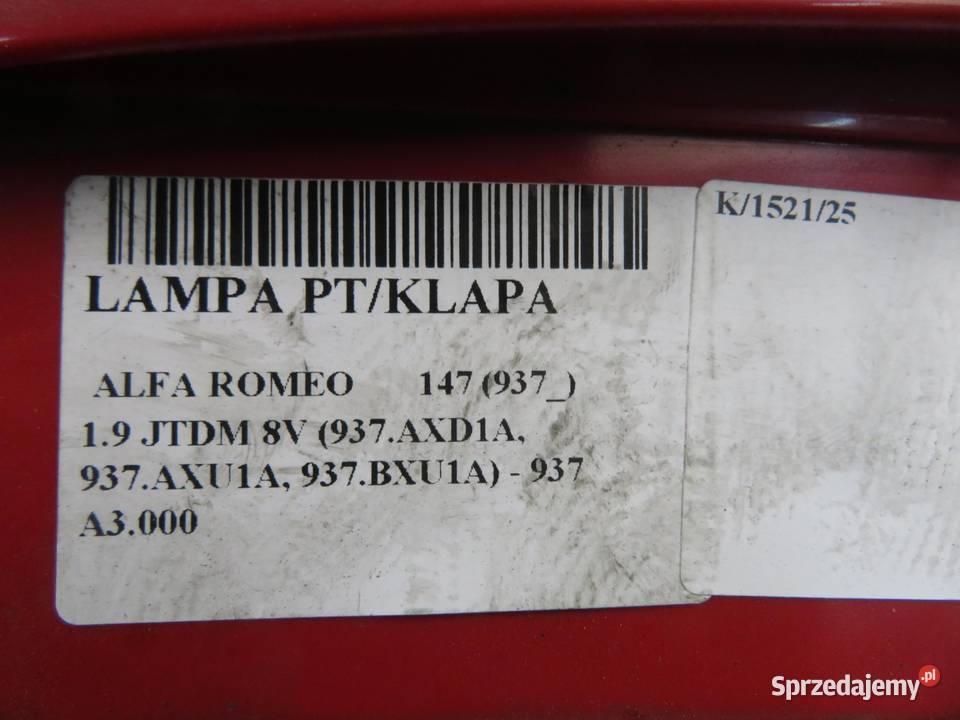 LAMPA PT/KLAPA
ALFA ROMEO 147 (937_)
1.9 JTDM 8V (937.AXD1A,
937.AXU1A, 937.BXU1A) - 937
A3.000
K/1521/25
Sprzedajemy.pl